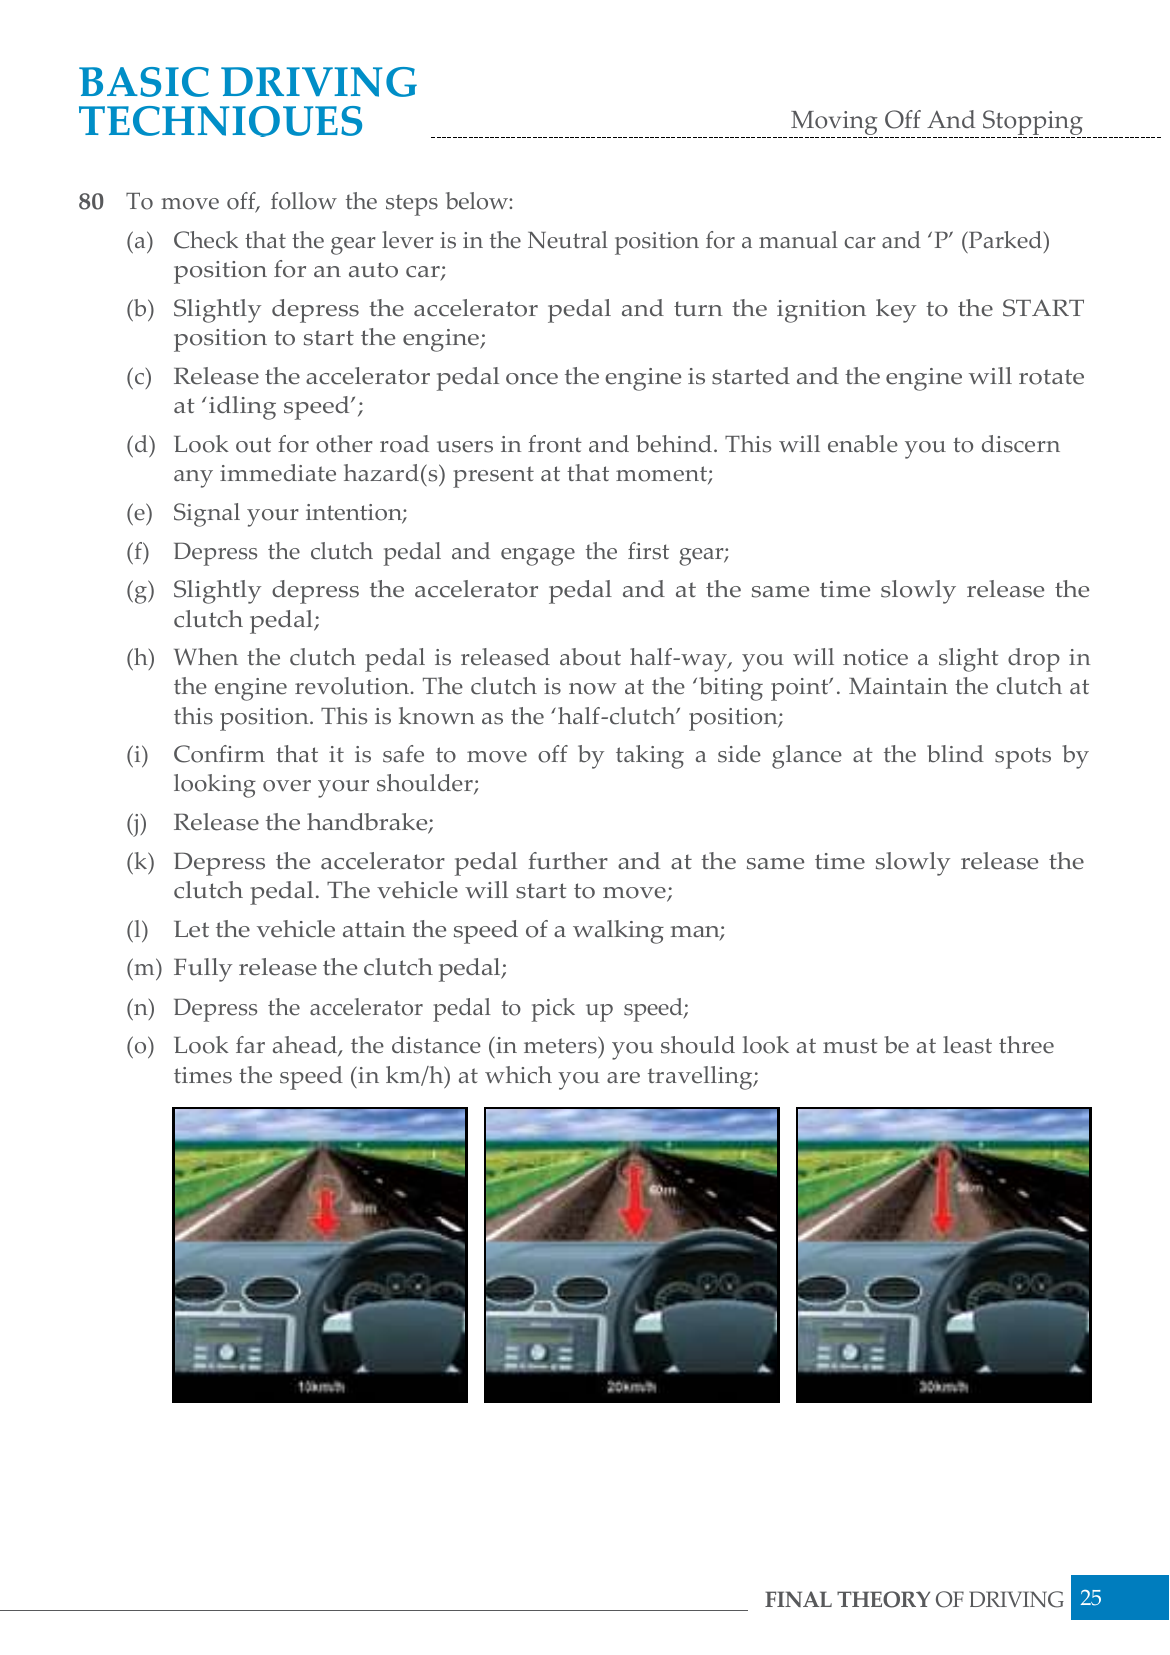 BASIC DRIVING
TECHNIQUES
Moving Off And Stopping
80 To move off, follow the steps below:
(a) Check that the gear lever is in the Neutral position for a manual car and ‘P’ (Parked)
position for an auto car;
(b) Slightly depress the accelerator pedal and turn the ignition key to the START
position to start the engine;
(c) Release the accelerator pedal once the engine is started and the engine will rotate
at ‘idling speed’;
(d) Look out for other road users in front and behind. This will enable you to discern
any immediate hazard(s) present at that moment;
(e) Signal your intention;
(f) Depress the clutch pedal and engage the first gear;
(g) Slightly depress the accelerator pedal and at the same time slowly release the
clutch pedal;
(h) When the clutch pedal is released about half-way, you will notice a slight drop in
the engine revolution. The clutch is now at the ‘biting point’. Maintain the clutch at
this position. This is known as the ‘half-clutch’ position;
(i) Confirm that it is safe to move off by taking a side glance at the blind spots by
looking over your shoulder;
(j) Release the handbrake;
(k) Depress the accelerator pedal further and at the same time slowly release the
clutch pedal. The vehicle will start to move;
(l) Let the vehicle attain the speed of a walking man;
(m) Fully release the clutch pedal;
(n) Depress the accelerator pedal to pick up speed;
(o) Look far ahead, the distance (in meters) you should look at must be at least three
times the speed (in km/h) at which you are travelling;
30m
60m
90m
10km/h
20km/h
30km/h
FINAL THEORY OF DRIVING 25